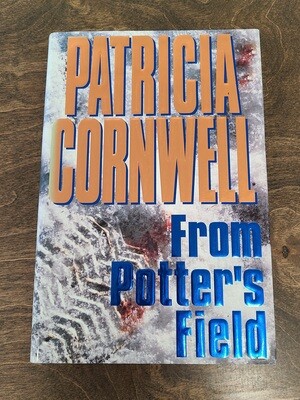 PATRICIA
CORNWELL
From
Potter's
Field